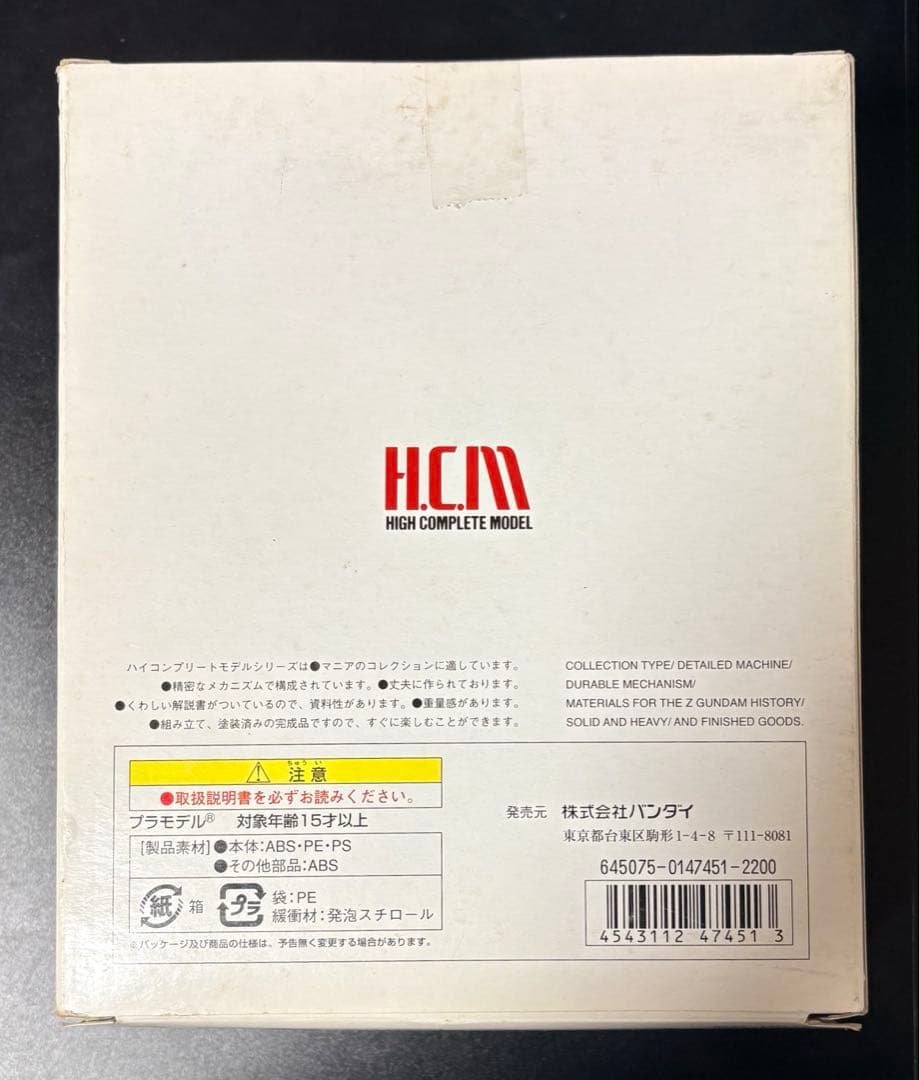 H.C.M
HIGH COMPLETE MODEL
ハイコンプリートモデルシリーズは●マニアのコレクションに適しています。
●精密なメカニズムで構成されています。●丈夫に作られております。
●くわしい解説書がついているので、資料性があります。●重量感があります。
●組み立て、塗装済みの完成品ですので、すぐに楽しむことができます。
COLLECTION TYPE/ DETAILED MACHINE/
DURABLE MECHANISM/
MATERIALS FOR THE Z GUNDAM HISTORY/
SOLID AND HEAVY/ AND FINISHED GOODS.
ちゅう い
注意
●取扱説明書を必ずお読みください。
プラモデル® 対象年齢15才以上
[製品素材]●本体:ABS・PE・PS
●その他部品:ABS
紙 箱
プラ 袋:PE
緩衝材:発泡スチロール
※パッケージ及び商品の仕様は、予告無く変更する場合があります。
発売元 株式会社バンダイ
東京都台東区駒形1-4-8 〒111-8081
645075-0147451-2200
4543112 47451 3